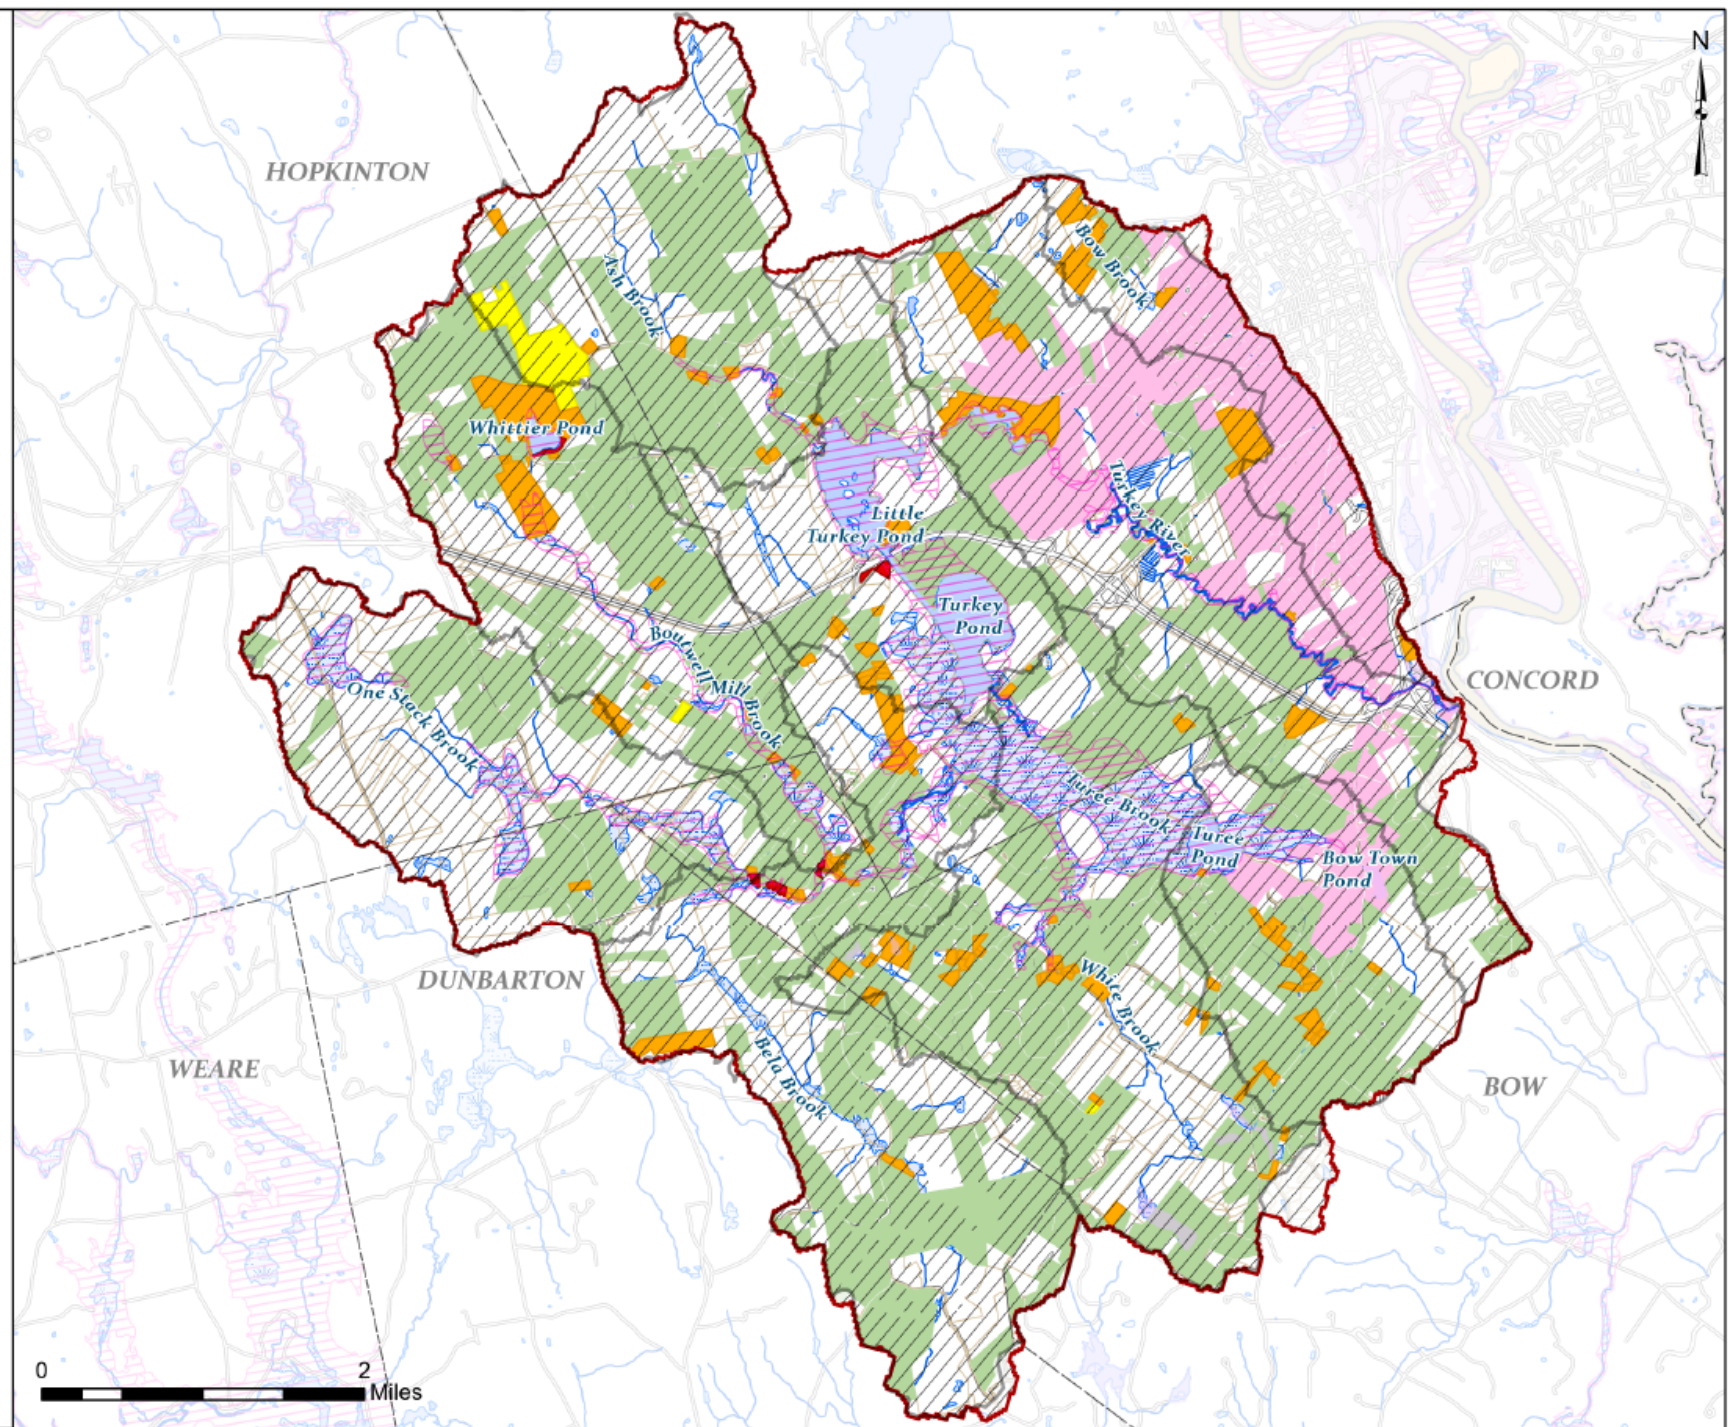 N
HOPKINTON
Bow Brook
Ash Brook
Whittier Pond
Turkey River
Little
Turkey Pond
Turkey
Pond
Boutwell Mill Brook
One Stack Brook
CONCORD
Turee Brook
Turee
Pond
Bow Town
Pond
DUNBARTON
White Brook
Bela Brook
WEARE
BOW
0 2
Miles